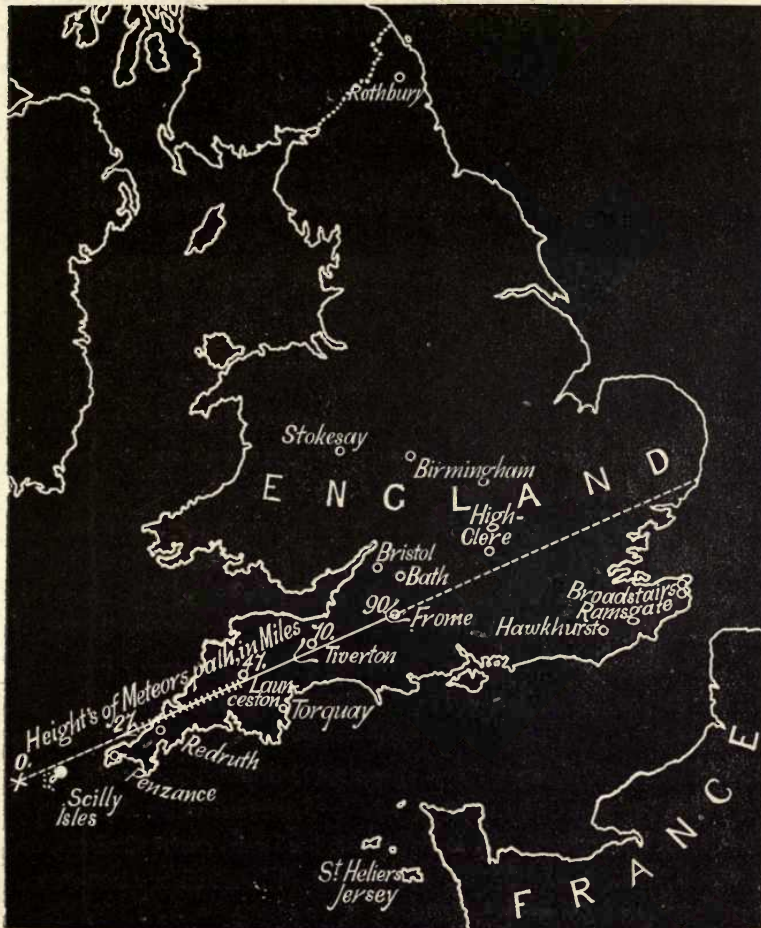 Rothbury
Stokesay
Birmingham
ENGLAND
High-
Clere
Bristol
Bath
Broadstairs
Ramsgate
90.
Frome
Hawkhurst
70.
Tiverton
47.
Laun
ceston
Torquay
Height's of Meteors path, in Miles
27.
0.
Redruth
Penzance
Scilly
Isles
St Heliers
Jersey
FRANCE